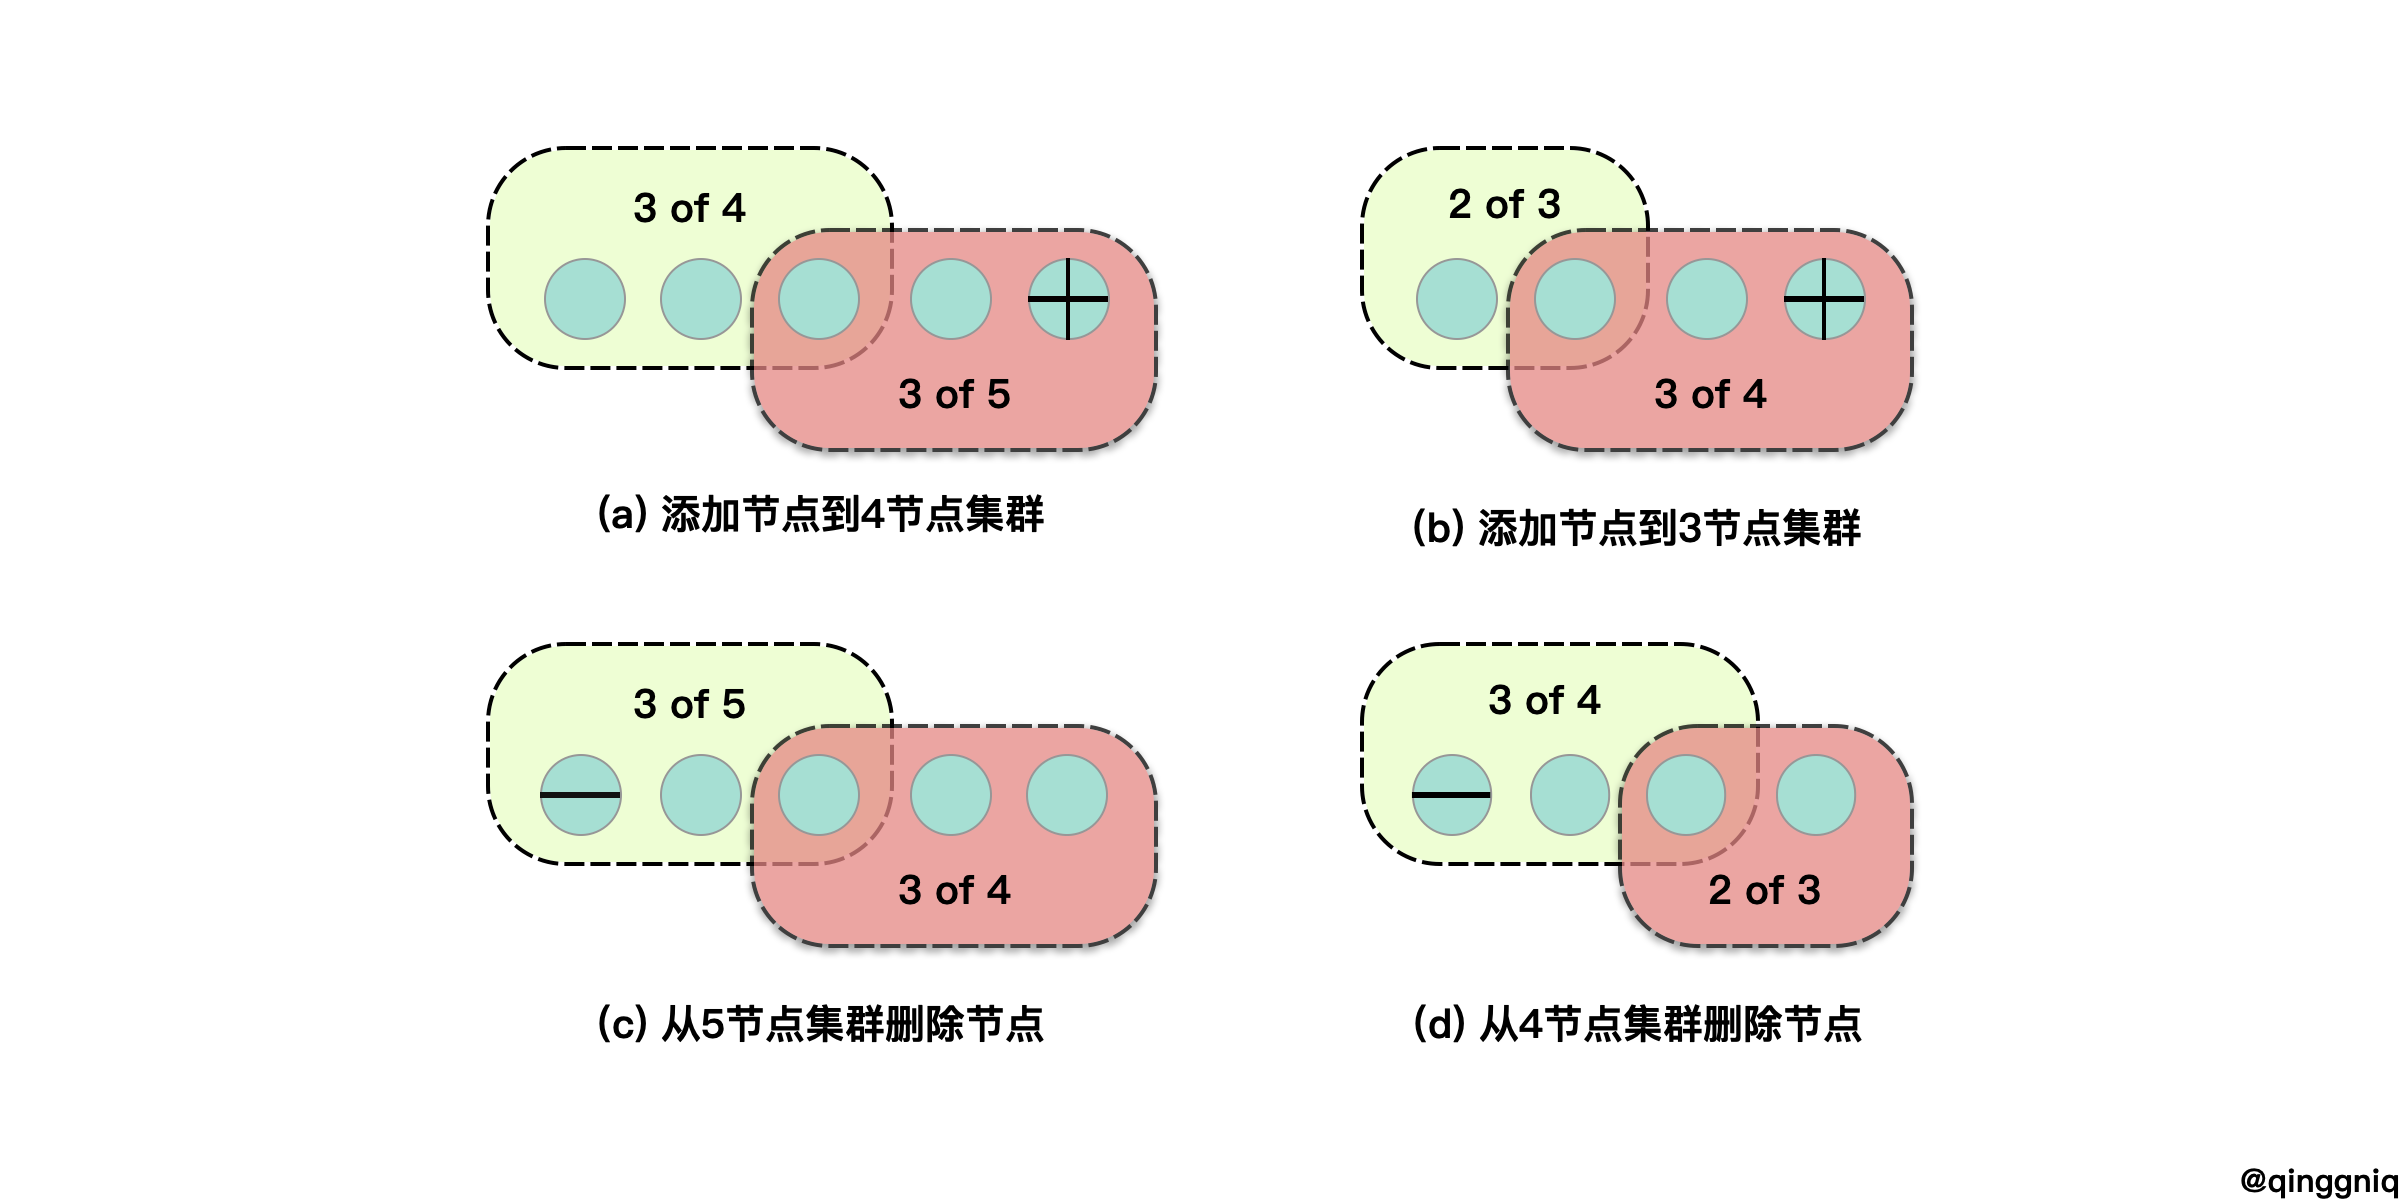 3 of 4
3 of 5
(a) 添加节点到4节点集群
2 of 3
3 of 4
(b) 添加节点到3节点集群
3 of 5
3 of 4
(c) 从5节点集群删除节点
3 of 4
2 of 3
(d) 从4节点集群删除节点
@qinggniq